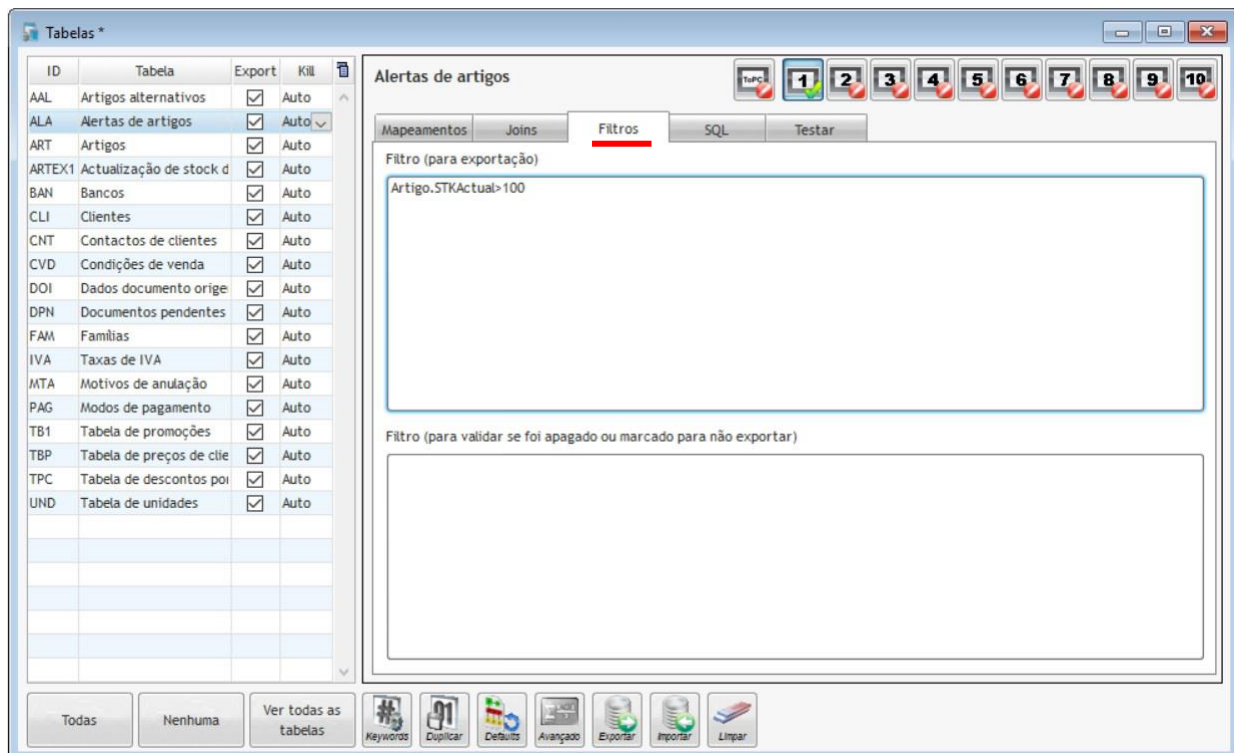 Tabelas *
ID Tabela Export Kill
AAL Artigos alternativos Auto
ALA Alertas de artigos Auto
ART Artigos Auto
ARTEX1 Actualização de stock d Auto
BAN Bancos Auto
CLI Clientes Auto
CNT Contactos de clientes Auto
CVD Condições de venda Auto
DOI Dados documento orige Auto
DPN Documentos pendentes Auto
FAM Famílias Auto
IVA Taxas de IVA Auto
MTA Motivos de anulação Auto
PAG Modos de pagamento Auto
TB1 Tabela de promoções Auto
TBP Tabela de preços de clie Auto
TPC Tabela de descontos por Auto
UND Tabela de unidades Auto
Alertas de artigos
ToPC 1 2 3 4 5 6 7 8 9 10
Mapeamentos Joins Filtros SQL Testar
Filtro (para exportação)
Artigo.STKActual>100
Filtro (para validar se foi apagado ou marcado para não exportar)
Todas Nenhuma Ver todas as
tabelas
Keywords Duplicar Defaults Avançado Exportar Importar Limpar